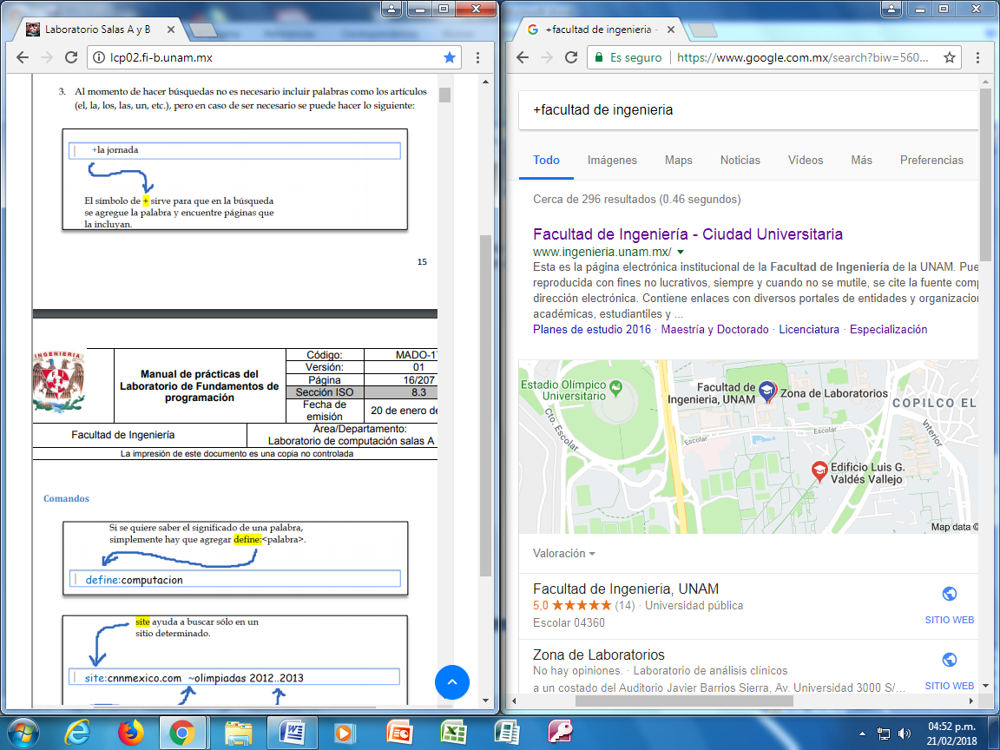 Laboratorio Salas A y B
lcp02.fi-b.unam.mx
3. Al momento de hacer búsquedas no es necesario incluir palabras como los artículos
(el, la, los, las, un, etc.), pero en caso de ser necesario se puede hacer lo siguiente:
+la jornada
El símbolo de + sirve para que en la búsqueda
se agregue la palabra y encuentre páginas que
la incluyan.
15
INGENIERIA
Manual de prácticas del
Laboratorio de Fundamentos de
programación
Código: MADO-17
Versión: 01
Página 16/207
Sección ISO 8.3
Fecha de
emisión
20 de enero de
Facultad de Ingeniería
Área/Departamento:
Laboratorio de computación salas A
La impresión de este documento es una copia no controlada
Comandos
Si se quiere saber el significado de una palabra,
simplemente hay que agregar define:<palabra>.
define:computacion
site ayuda a buscar sólo en un
sitio determinado.
site:cnnmexico.com ~olimpiadas 2012..2013
+facultad de ingenieria -
Es seguro
https://www.google.com.mx/search?biw=560...
+facultad de ingenieria
Todo Imágenes Maps Noticias Vídeos Más Preferencias
Cerca de 296 resultados (0.46 segundos)
Facultad de Ingeniería - Ciudad Universitaria
www.ingenieria.unam.mx/
Esta es la página electrónica institucional de la Facultad de Ingeniería de la UNAM. Pue
reproducida con fines no lucrativos, siempre y cuando no se mutile, se cite la fuente com
dirección electrónica. Contiene enlaces con diversos portales de entidades y organizacio
académicas, estudiantiles y ...
Planes de estudio 2016 · Maestría y Doctorado · Licenciatura · Especialización
Estadio Olímpico
Universitario
Facultad de
Ingenieria, UNAM
Zona de Laboratorios
COPILCO EL
Cto. Escolar
Escolar
Escolar
Interior
Edificio Luis G.
Valdés Vallejo
Map data ©
Valoración
Facultad de Ingenieria, UNAM
5,0 (14) · Universidad pública
Escolar 04360
SITIO WEB
Zona de Laboratorios
No hay opiniones. · Laboratorio de análisis clínicos
a un costado del Auditorio Javier Barrios Sierra, Av. Universidad 3000 S/...
SITIO WEB
04:52 p.m.
21/02/2018